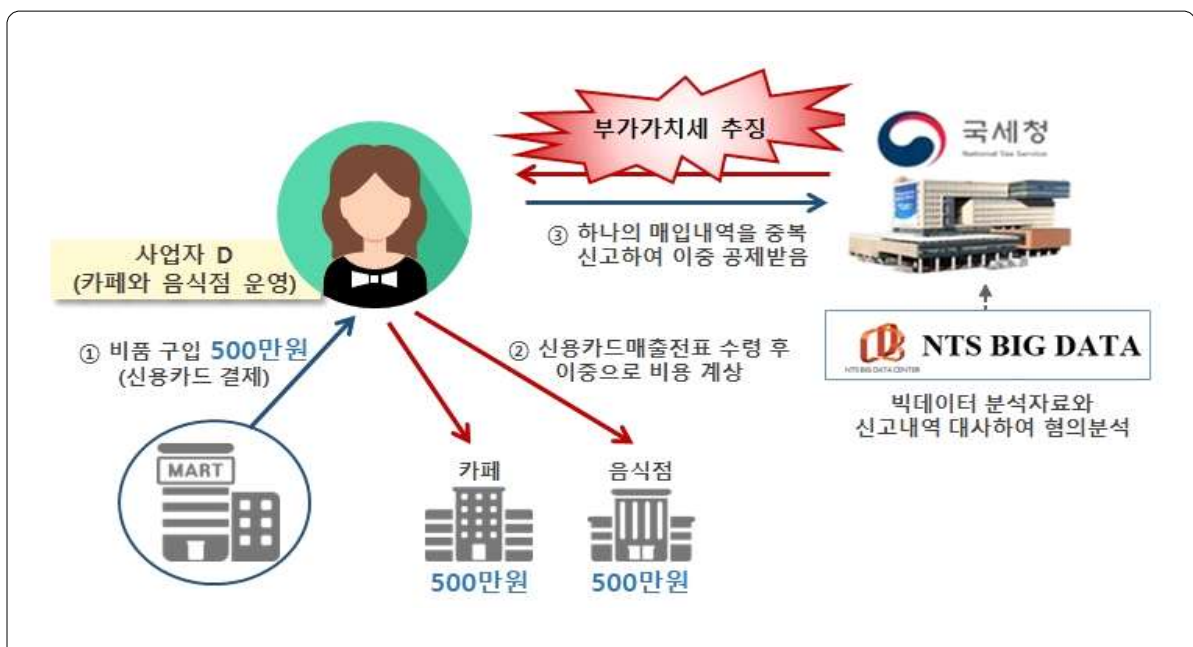 부가가치세 추징
국세청
National Tax Service
③ 하나의 매입내역을 중복
신고하여 이중 공제받음
사업자 D
(카페와 음식점 운영)
① 비품 구입 500만원
(신용카드 결제)
② 신용카드매출전표 수령 후
이중으로 비용 계상
NTS BIG DATA
NTS BIG DATA CENTER
빅데이터 분석자료와
신고내역 대사하여 혐의분석
MART
카페
음식점
500만원
500만원